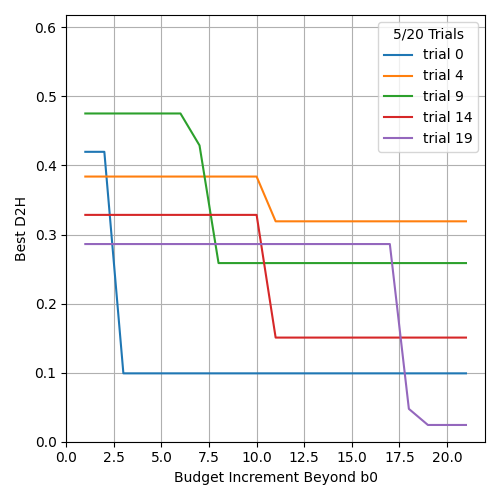 5/20 Trials
trial 0
trial 4
trial 9
trial 14
trial 19
Best D2H
0.6
0.5
0.4
0.3
0.2
0.1
0.0
0.0 2.5 5.0 7.5 10.0 12.5 15.0 17.5 20.0
Budget Increment Beyond b0